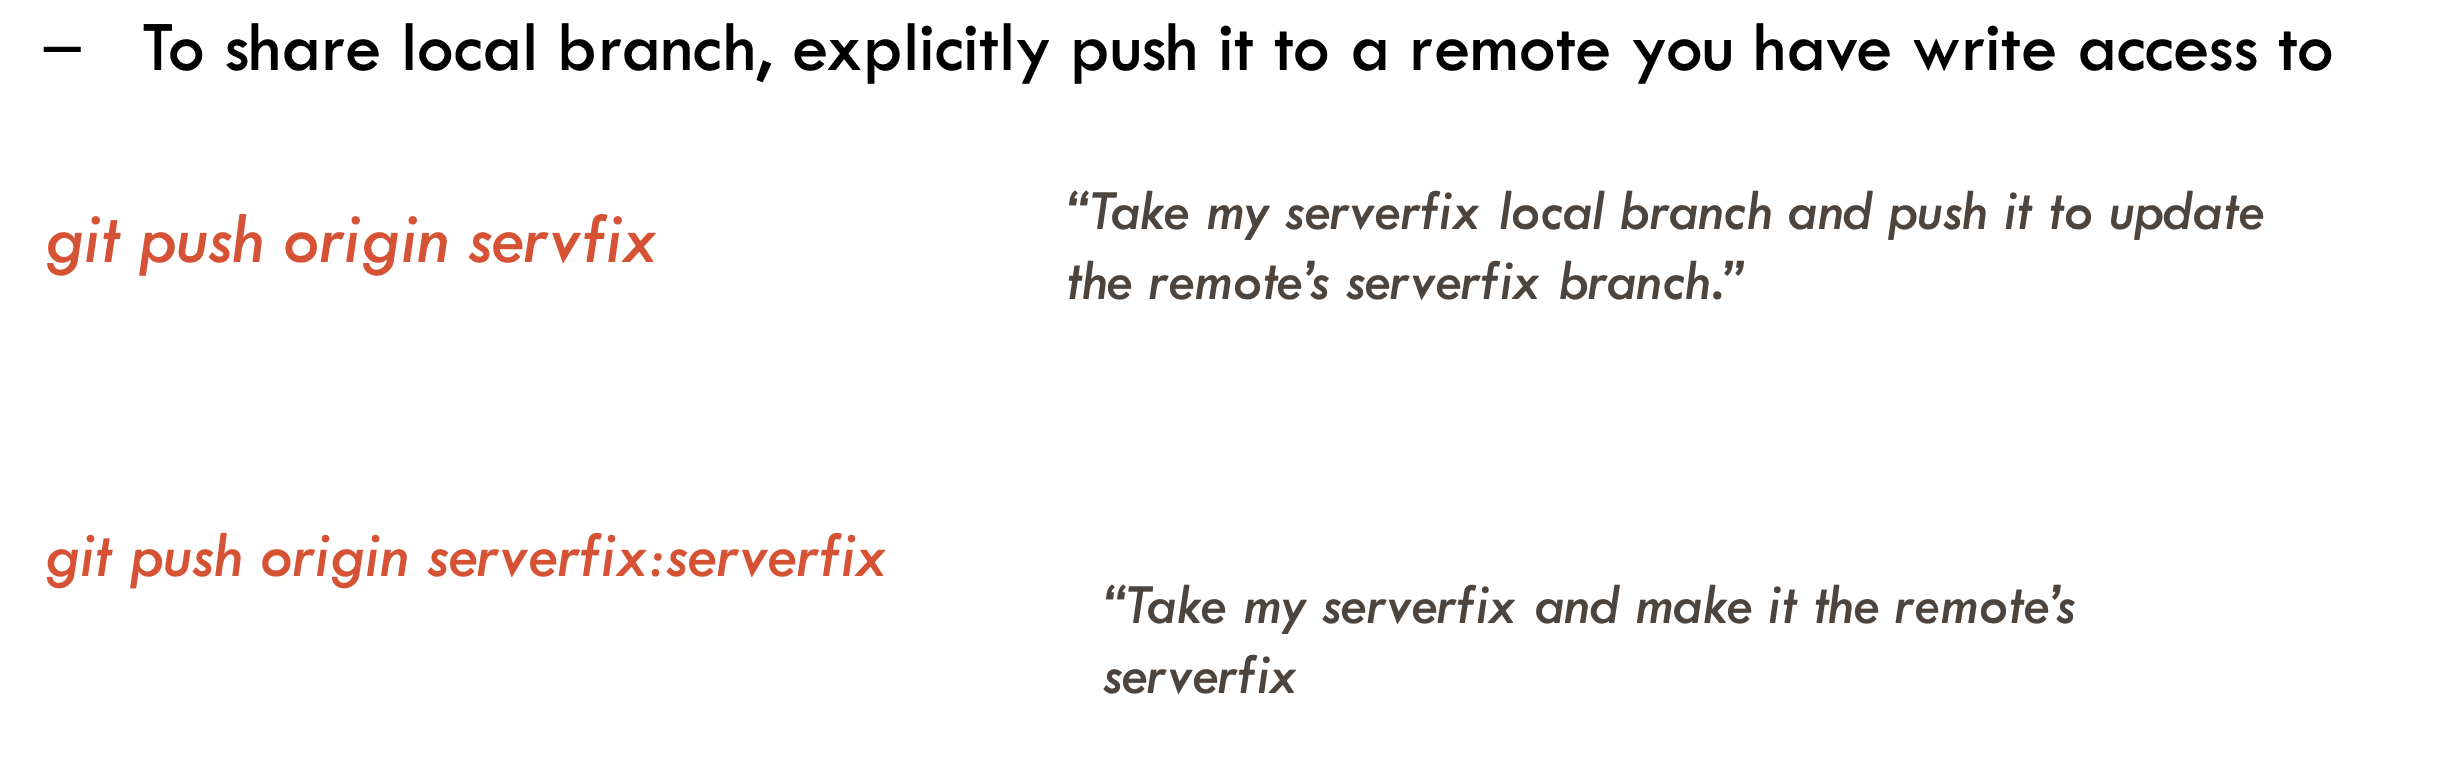 – To share local branch, explicitly push it to a remote you have write access to
git push origin servfix
“Take my serverfix local branch and push it to update
the remote’s serverfix branch.”
git push origin serverfix:serverfix
“Take my serverfix and make it the remote’s
serverfix